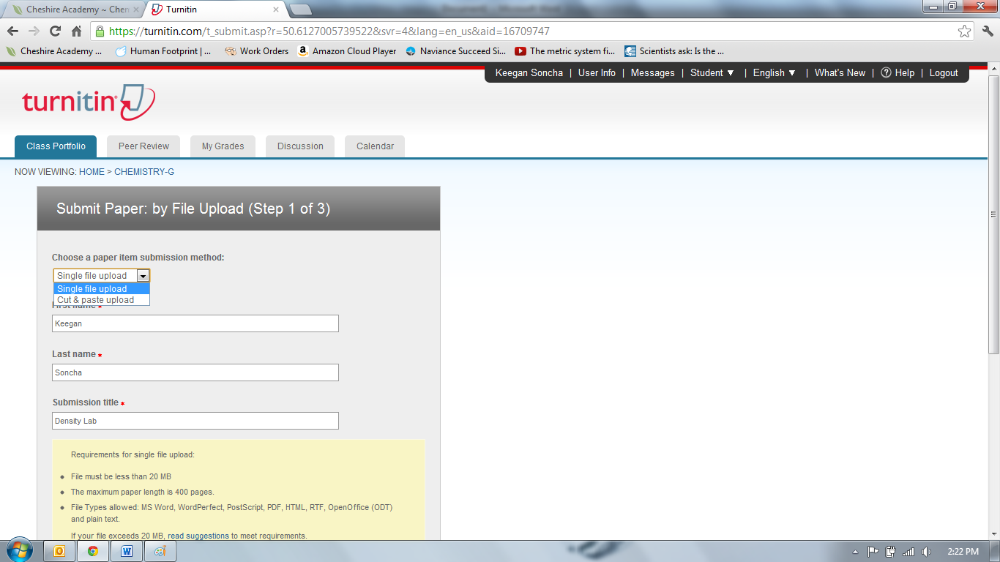 Cheshire Academy ~ Chem
Turnitin
https://turnitin.com/t_submit.asp?r=50.6127005739522&svr=4&lang=en_us&aid=16709747
Cheshire Academy ... Human Footprint | ... Work Orders Amazon Cloud Player Naviance Succeed Si... The metric system fi... Scientists ask: Is the ...
Keegan Soncha | User Info | Messages | Student ▼ | English ▼ | What's New | ? Help | Logout
turnitin
Class Portfolio Peer Review My Grades Discussion Calendar
NOW VIEWING: HOME > CHEMISTRY-G
Submit Paper: by File Upload (Step 1 of 3)
Choose a paper item submission method:
Single file upload
Single file upload
Cut & paste upload
First name *
Keegan
Last name *
Soncha
Submission title *
Density Lab
Requirements for single file upload:
• File must be less than 20 MB
• The maximum paper length is 400 pages.
• File Types allowed: MS Word, WordPerfect, PostScript, PDF, HTML, RTF, OpenOffice (ODT)
and plain text.
If your file exceeds 20 MB, read suggestions to meet requirements.
2:22 PM